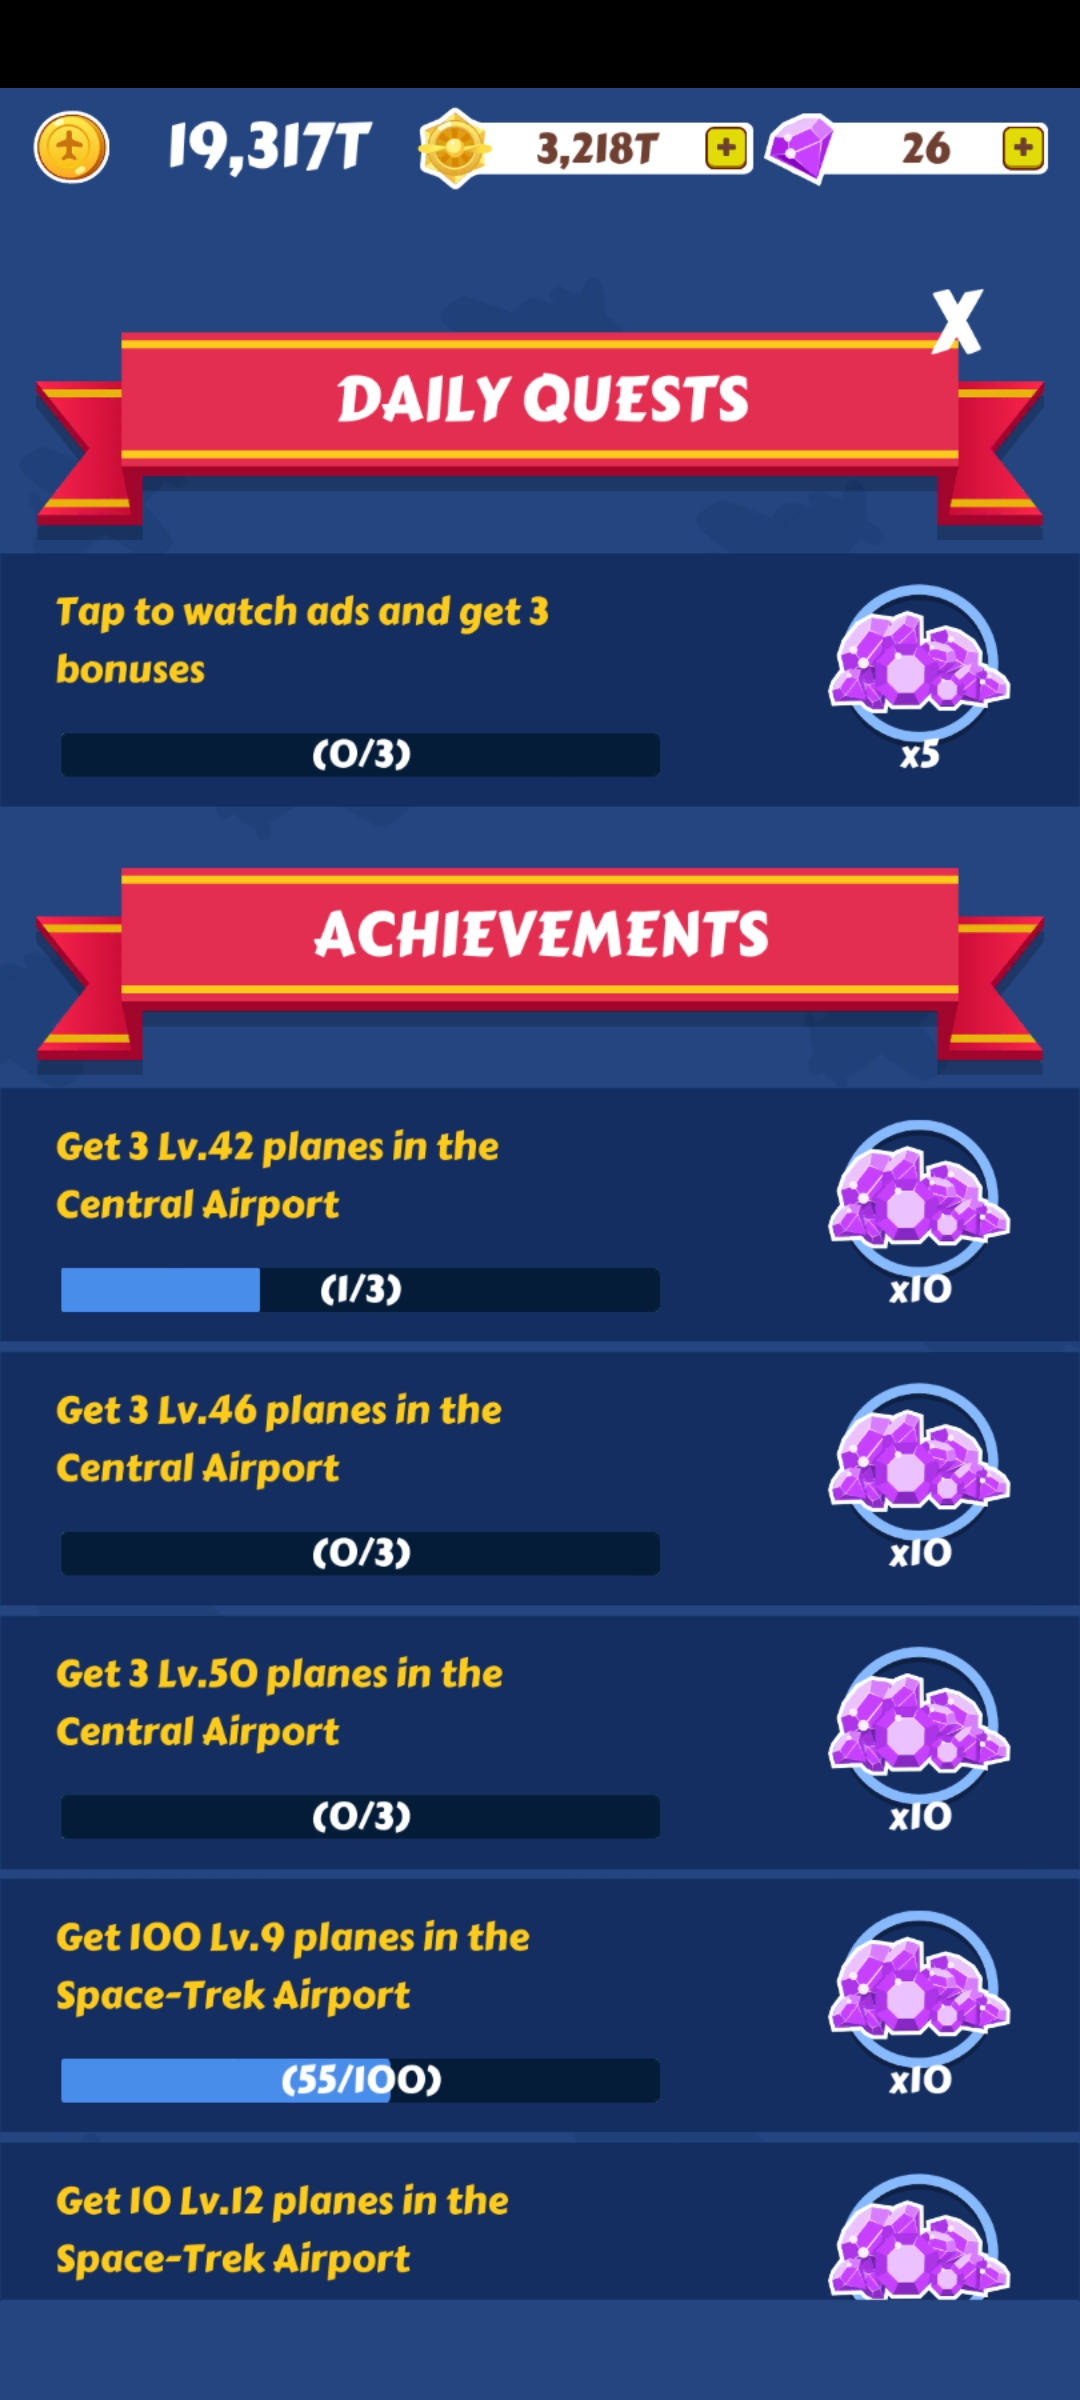 19,317T 3,218T + 26 +
X
DAILY QUESTS
Tap to watch ads and get 3
bonuses
(0/3)
x5
ACHIEVEMENTS
Get 3 Lv.42 planes in the
Central Airport
(1/3)
x10
Get 3 Lv.46 planes in the
Central Airport
(0/3)
x10
Get 3 Lv.50 planes in the
Central Airport
(0/3)
x10
Get 100 Lv.9 planes in the
Space-Trek Airport
(55/100)
x10
Get 10 Lv.12 planes in the
Space-Trek Airport